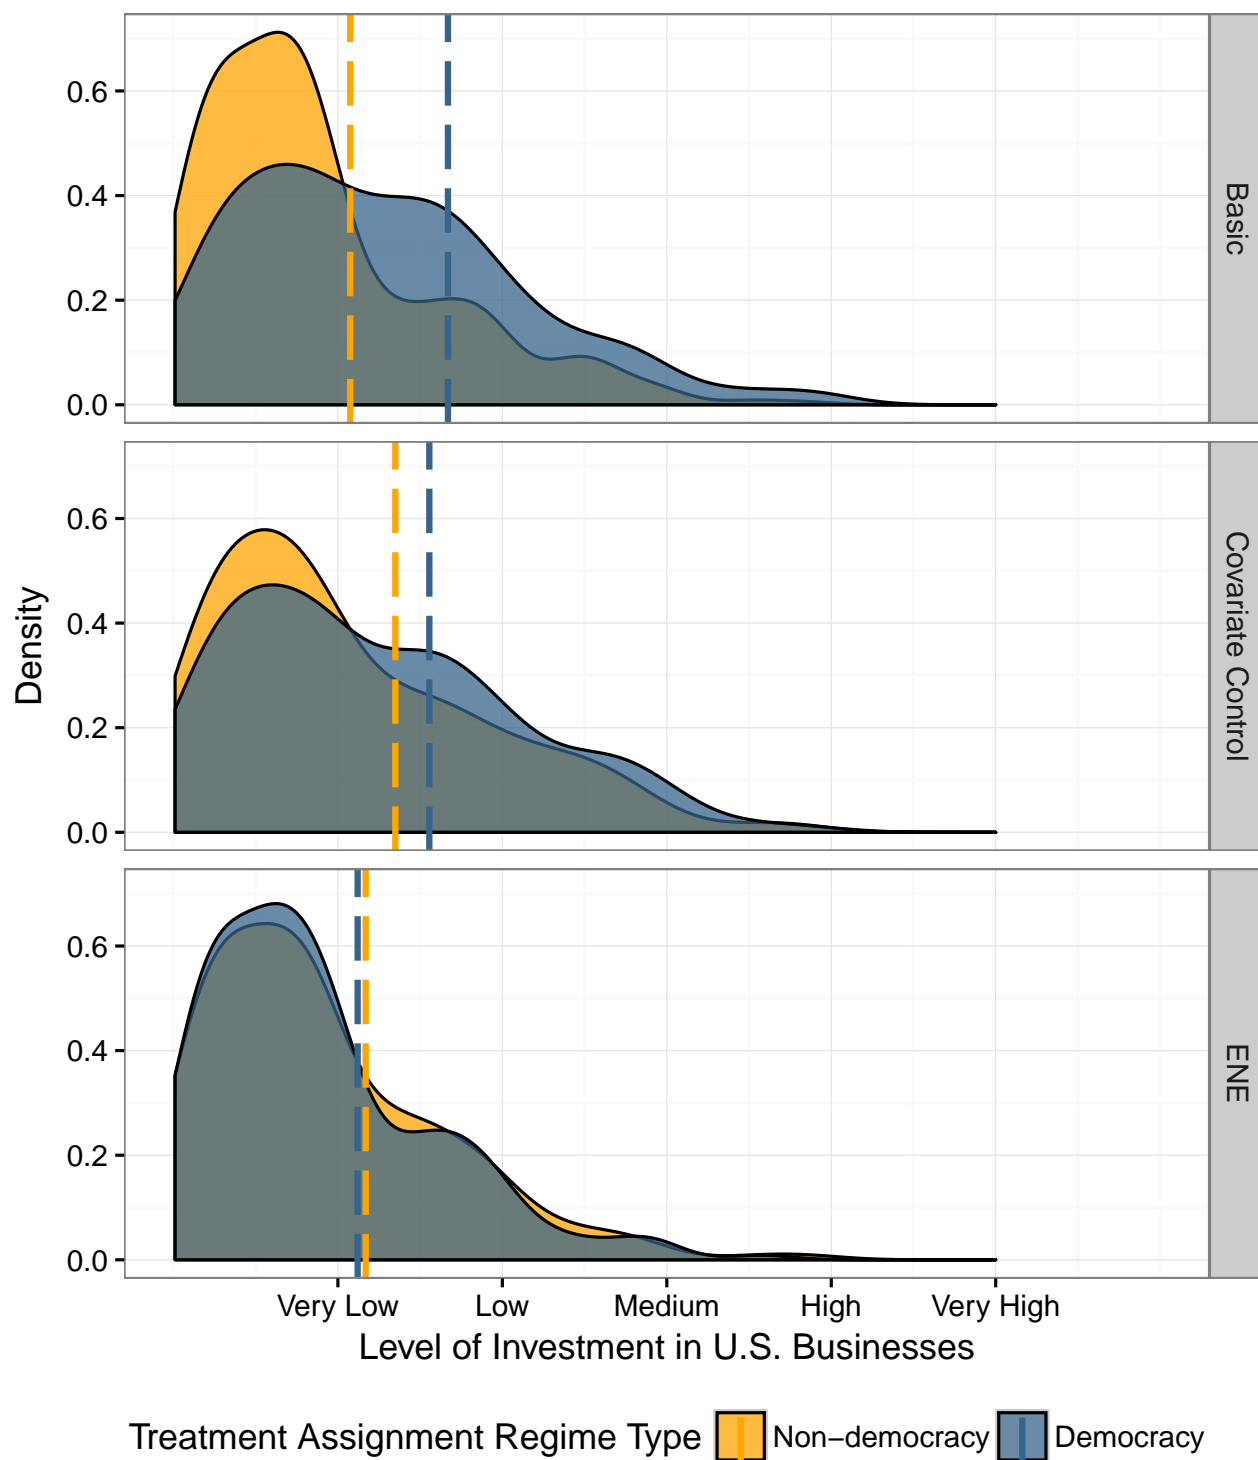 0.6
0.4
0.2
0.0
Basic
0.6
0.4
0.2
0.0
Covariate Control
0.6
0.4
0.2
0.0
ENE
Density
Very Low Low Medium High Very High
Level of Investment in U.S. Businesses
Treatment Assignment Regime Type Non−democracy Democracy